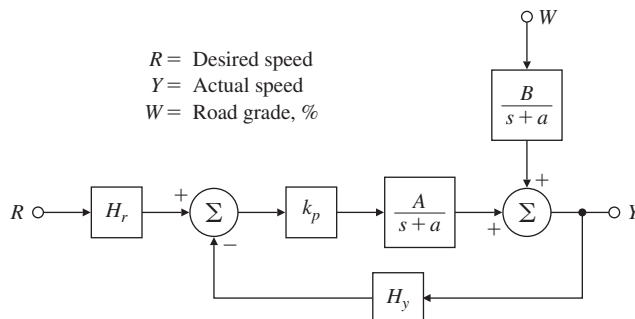 R = Desired speed
Y = Actual speed
W = Road grade, %
W
B
s + a
+
R
H_r
+
Σ
−
k_p
A
s + a
+
Σ
Y
H_y